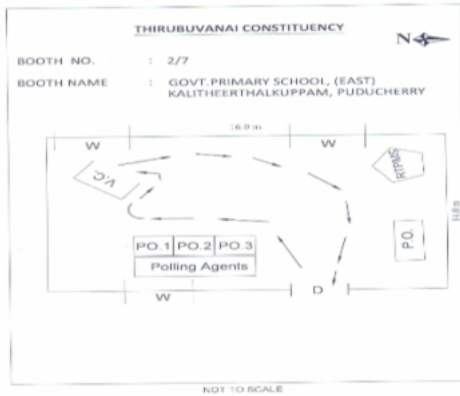 THIRUBUVANAI CONSTITUENCY
N
BOOTH NO. : 2/7
BOOTH NAME : GOVT.PRIMARY SCHOOL, (EAST)
KALITHEERTHALKUPPAM, PUDUCHERRY
16.0 m
W
W
V.C.
RTPMS
PO.1 PO.2 PO.3
P.O.
Polling Agents
W
D
NOT TO SCALE